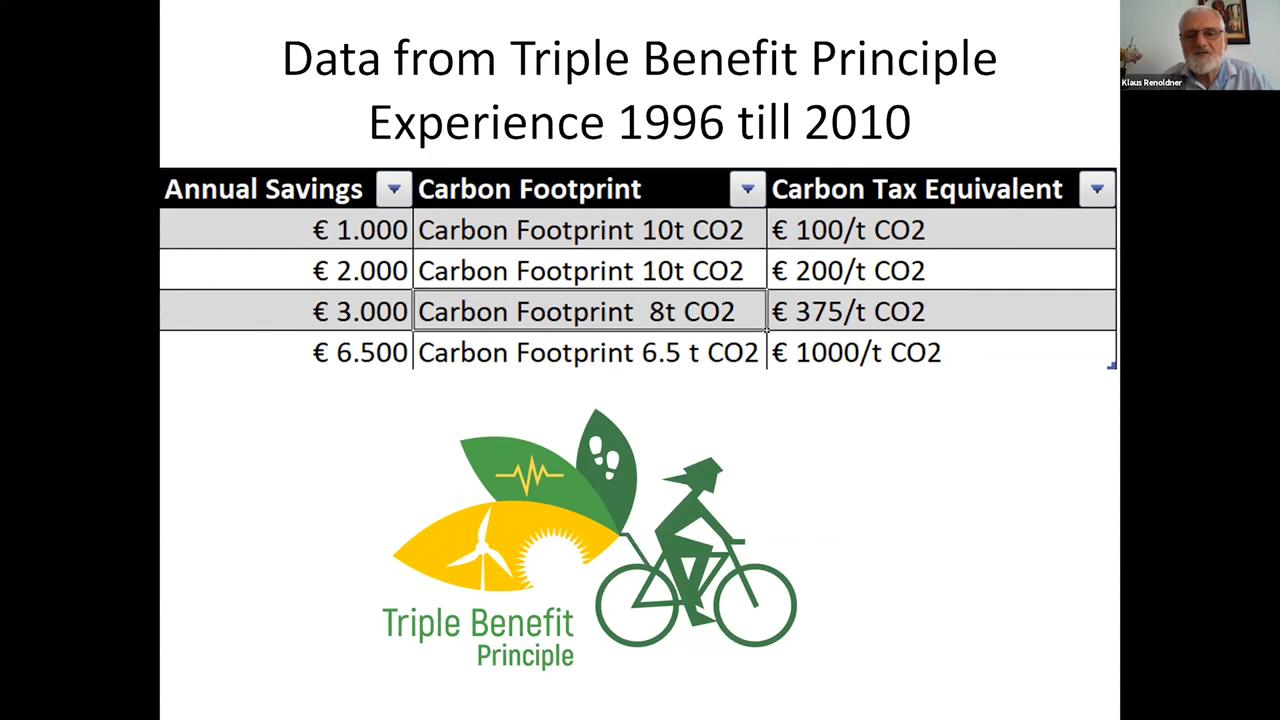 Data from Triple Benefit Principle
Experience 1996 till 2010
Klaus Renoldner
Annual Savings Carbon Footprint Carbon Tax Equivalent
€ 1.000 Carbon Footprint 10t CO2 € 100/t CO2
€ 2.000 Carbon Footprint 10t CO2 € 200/t CO2
€ 3.000 Carbon Footprint  8t CO2 € 375/t CO2
€ 6.500 Carbon Footprint 6.5 t CO2 € 1000/t CO2
Triple Benefit
Principle